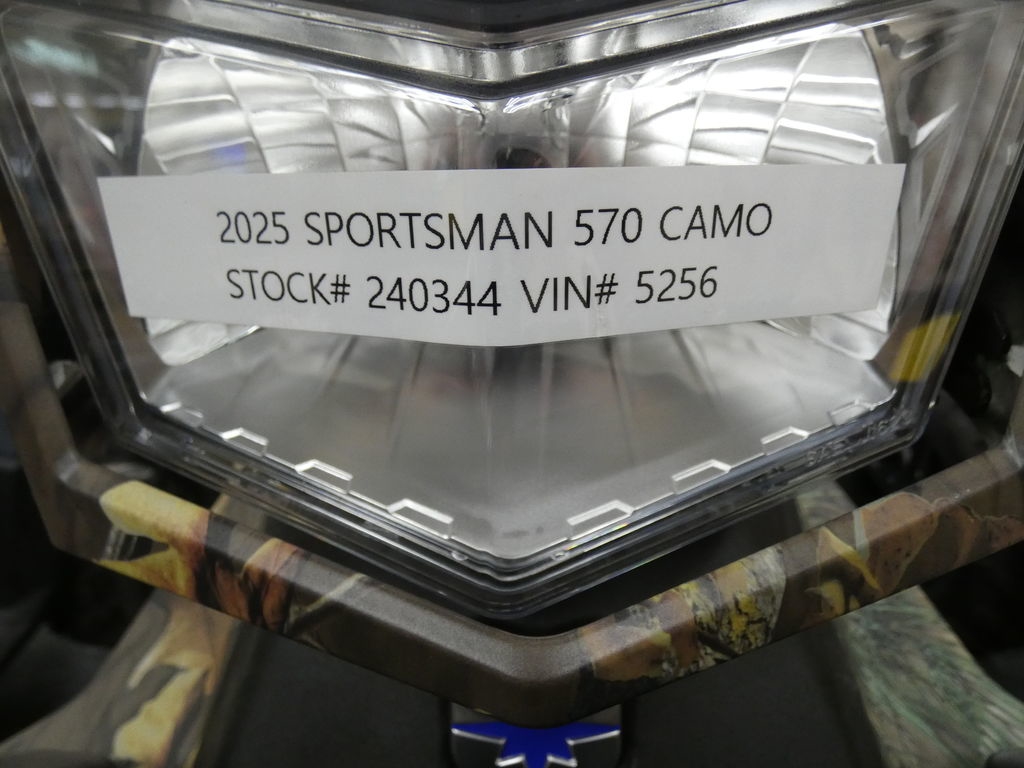 2025 SPORTSMAN 570 CAMO
STOCK# 240344 VIN# 5256